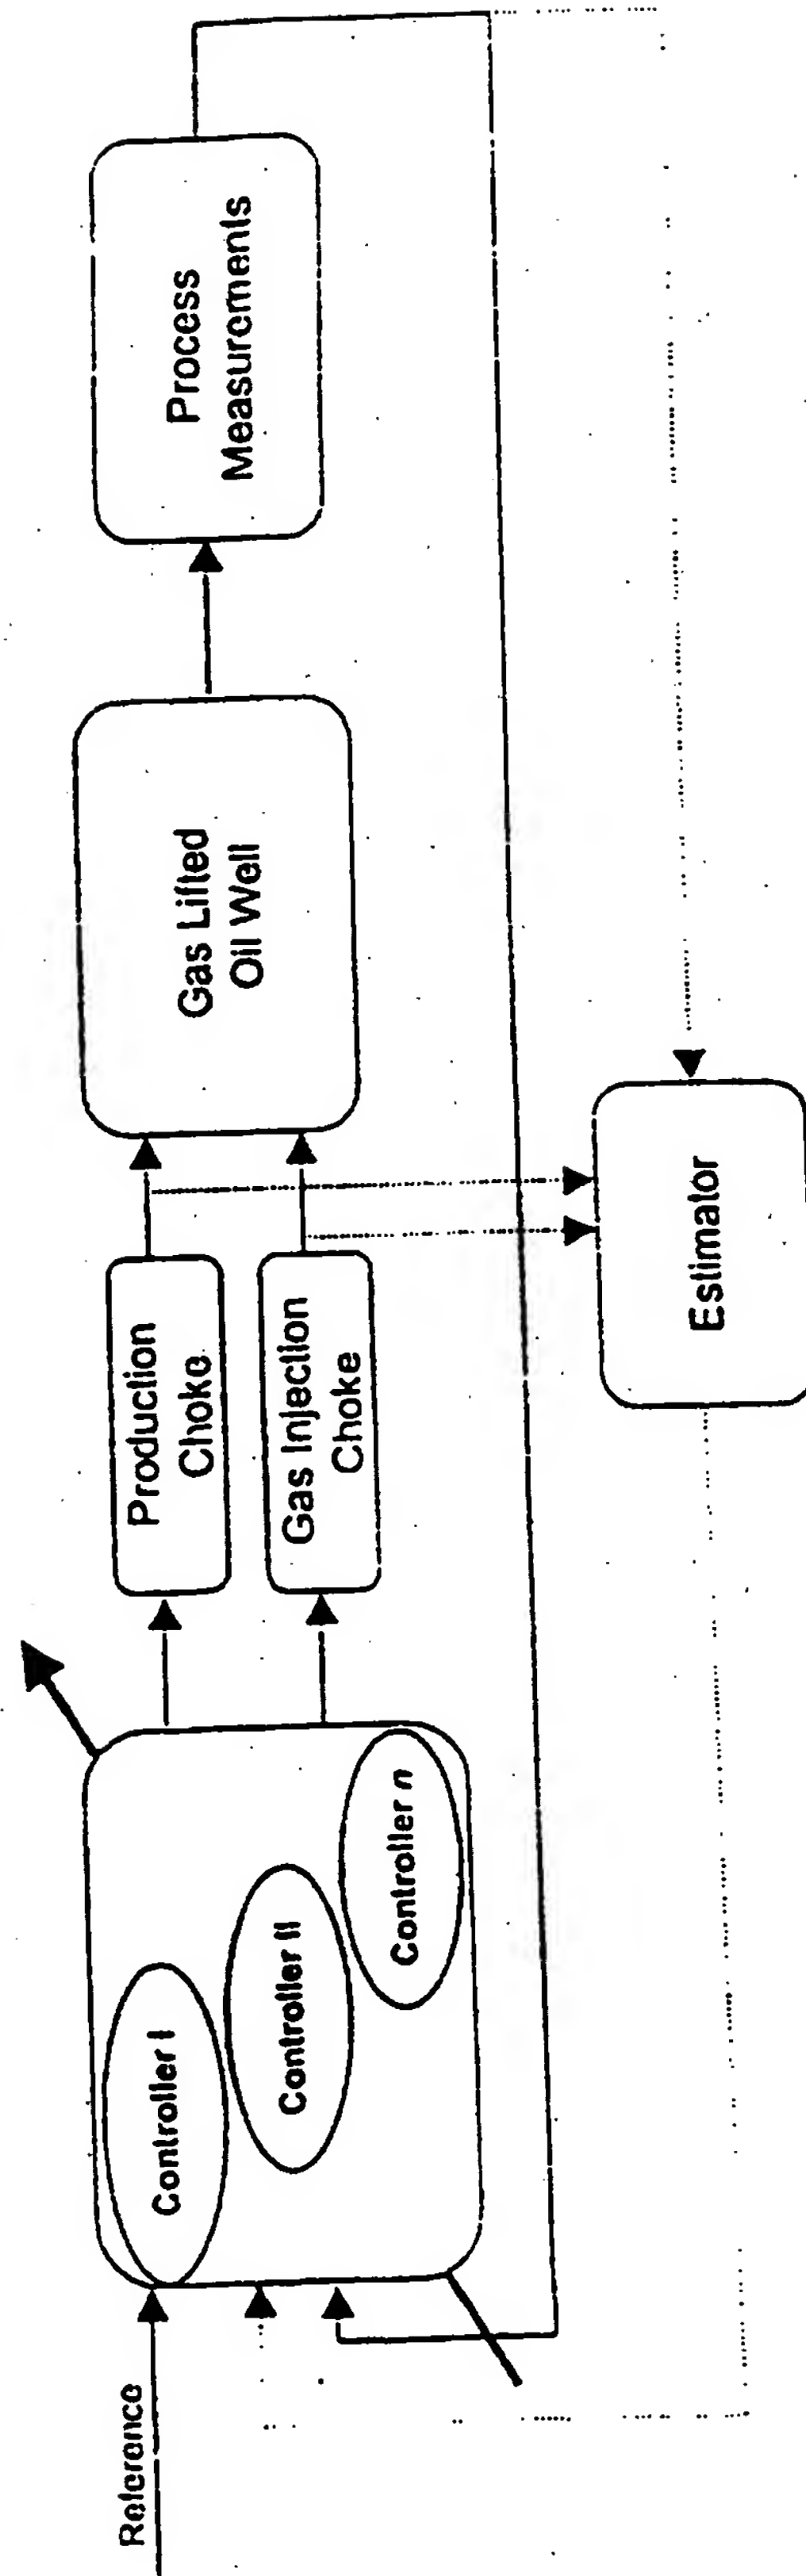 Reference
Controller I
Controller II
Controller n
Production
Choke
Gas Injection
Choke
Gas Lifted
Oil Well
Process
Measurements
Estimator